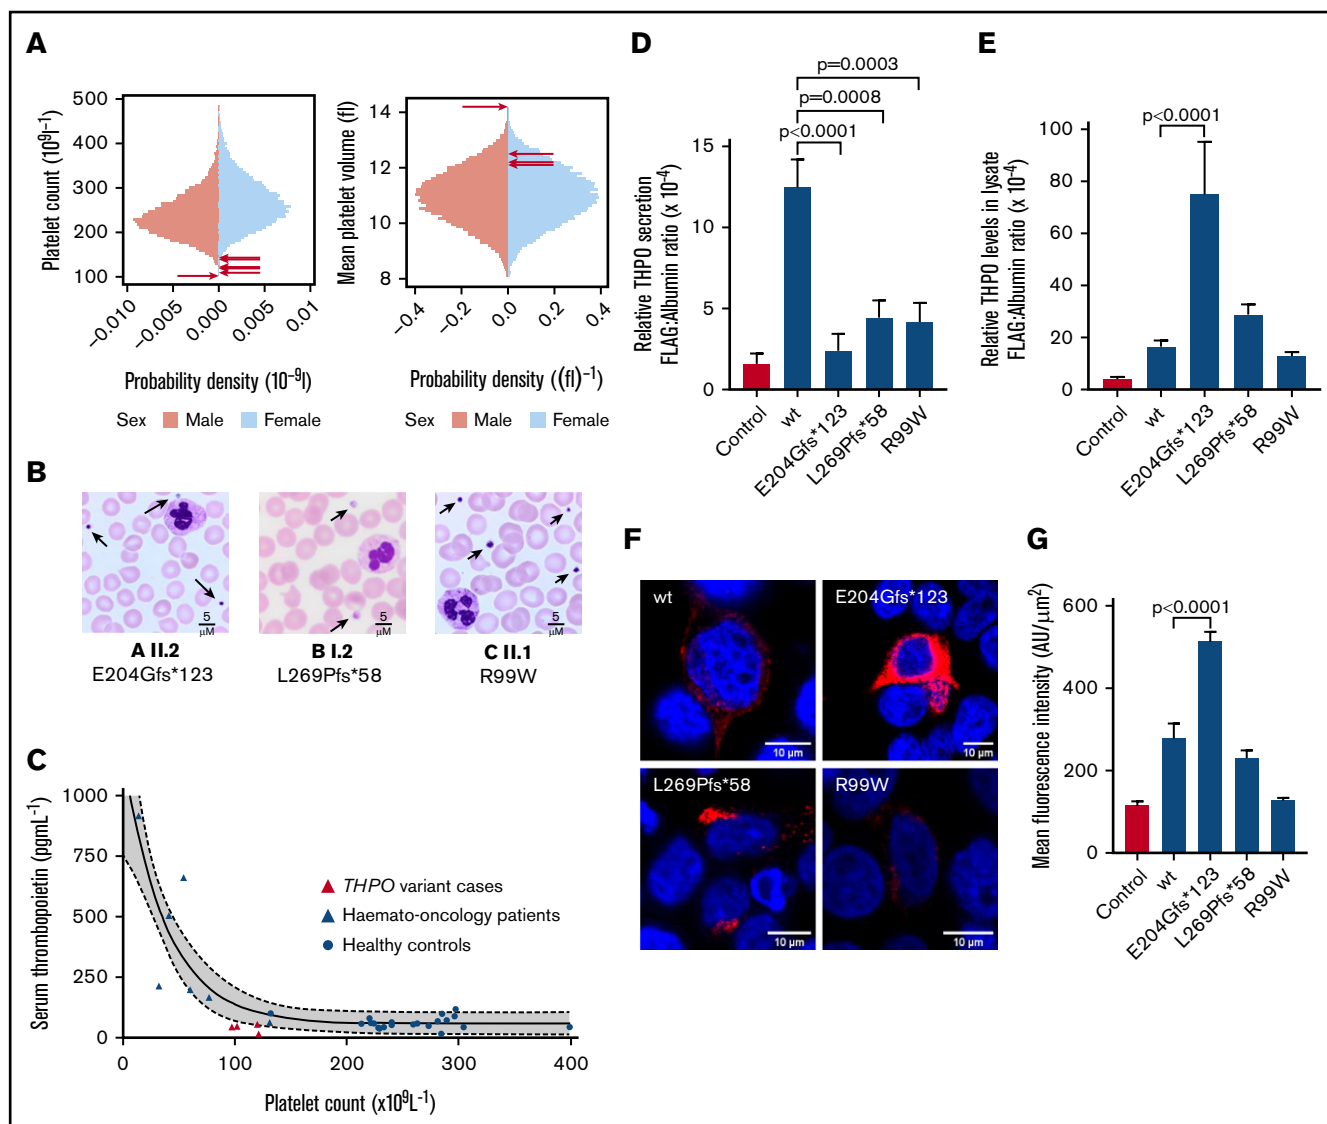 A
Platelet count (10⁹l⁻¹)
500
400
300
200
100
−0.010
−0.005
0.000
0.005
0.01
Probability density (10⁻⁹l)
Sex Male Female
Mean platelet volume (fl)
14
12
10
8
−0.4
−0.2
0.0
0.2
0.4
Probability density ((fl)⁻¹)
Sex Male Female
B
5
μM
A II.2
E204Gfs*123
5
μM
B I.2
L269Pfs*58
5
μM
C II.1
R99W
C
Serum thrombopoietin (pgmL⁻¹)
1000
750
500
250
0
THPO variant cases
Haemato-oncology patients
Healthy controls
0
100
200
300
400
Platelet count (x10⁹L⁻¹)
D
p=0.0003
p=0.0008
p<0.0001
Relative THPO secretion
FLAG:Albumin ratio (x 10⁻⁴)
15
10
5
0
Control
wt
E204Gfs*123
L269Pfs*58
R99W
E
p<0.0001
Relative THPO levels in lysate
FLAG:Albumin ratio (x 10⁻⁴)
100
80
60
40
20
0
Control
wt
E204Gfs*123
L269Pfs*58
R99W
F
wt
10 μm
E204Gfs*123
10 μm
L269Pfs*58
10 μm
R99W
10 μm
G
p<0.0001
Mean fluorescence intensity (AU/μm²)
600
400
200
0
Control
wt
E204Gfs*123
L269Pfs*58
R99W